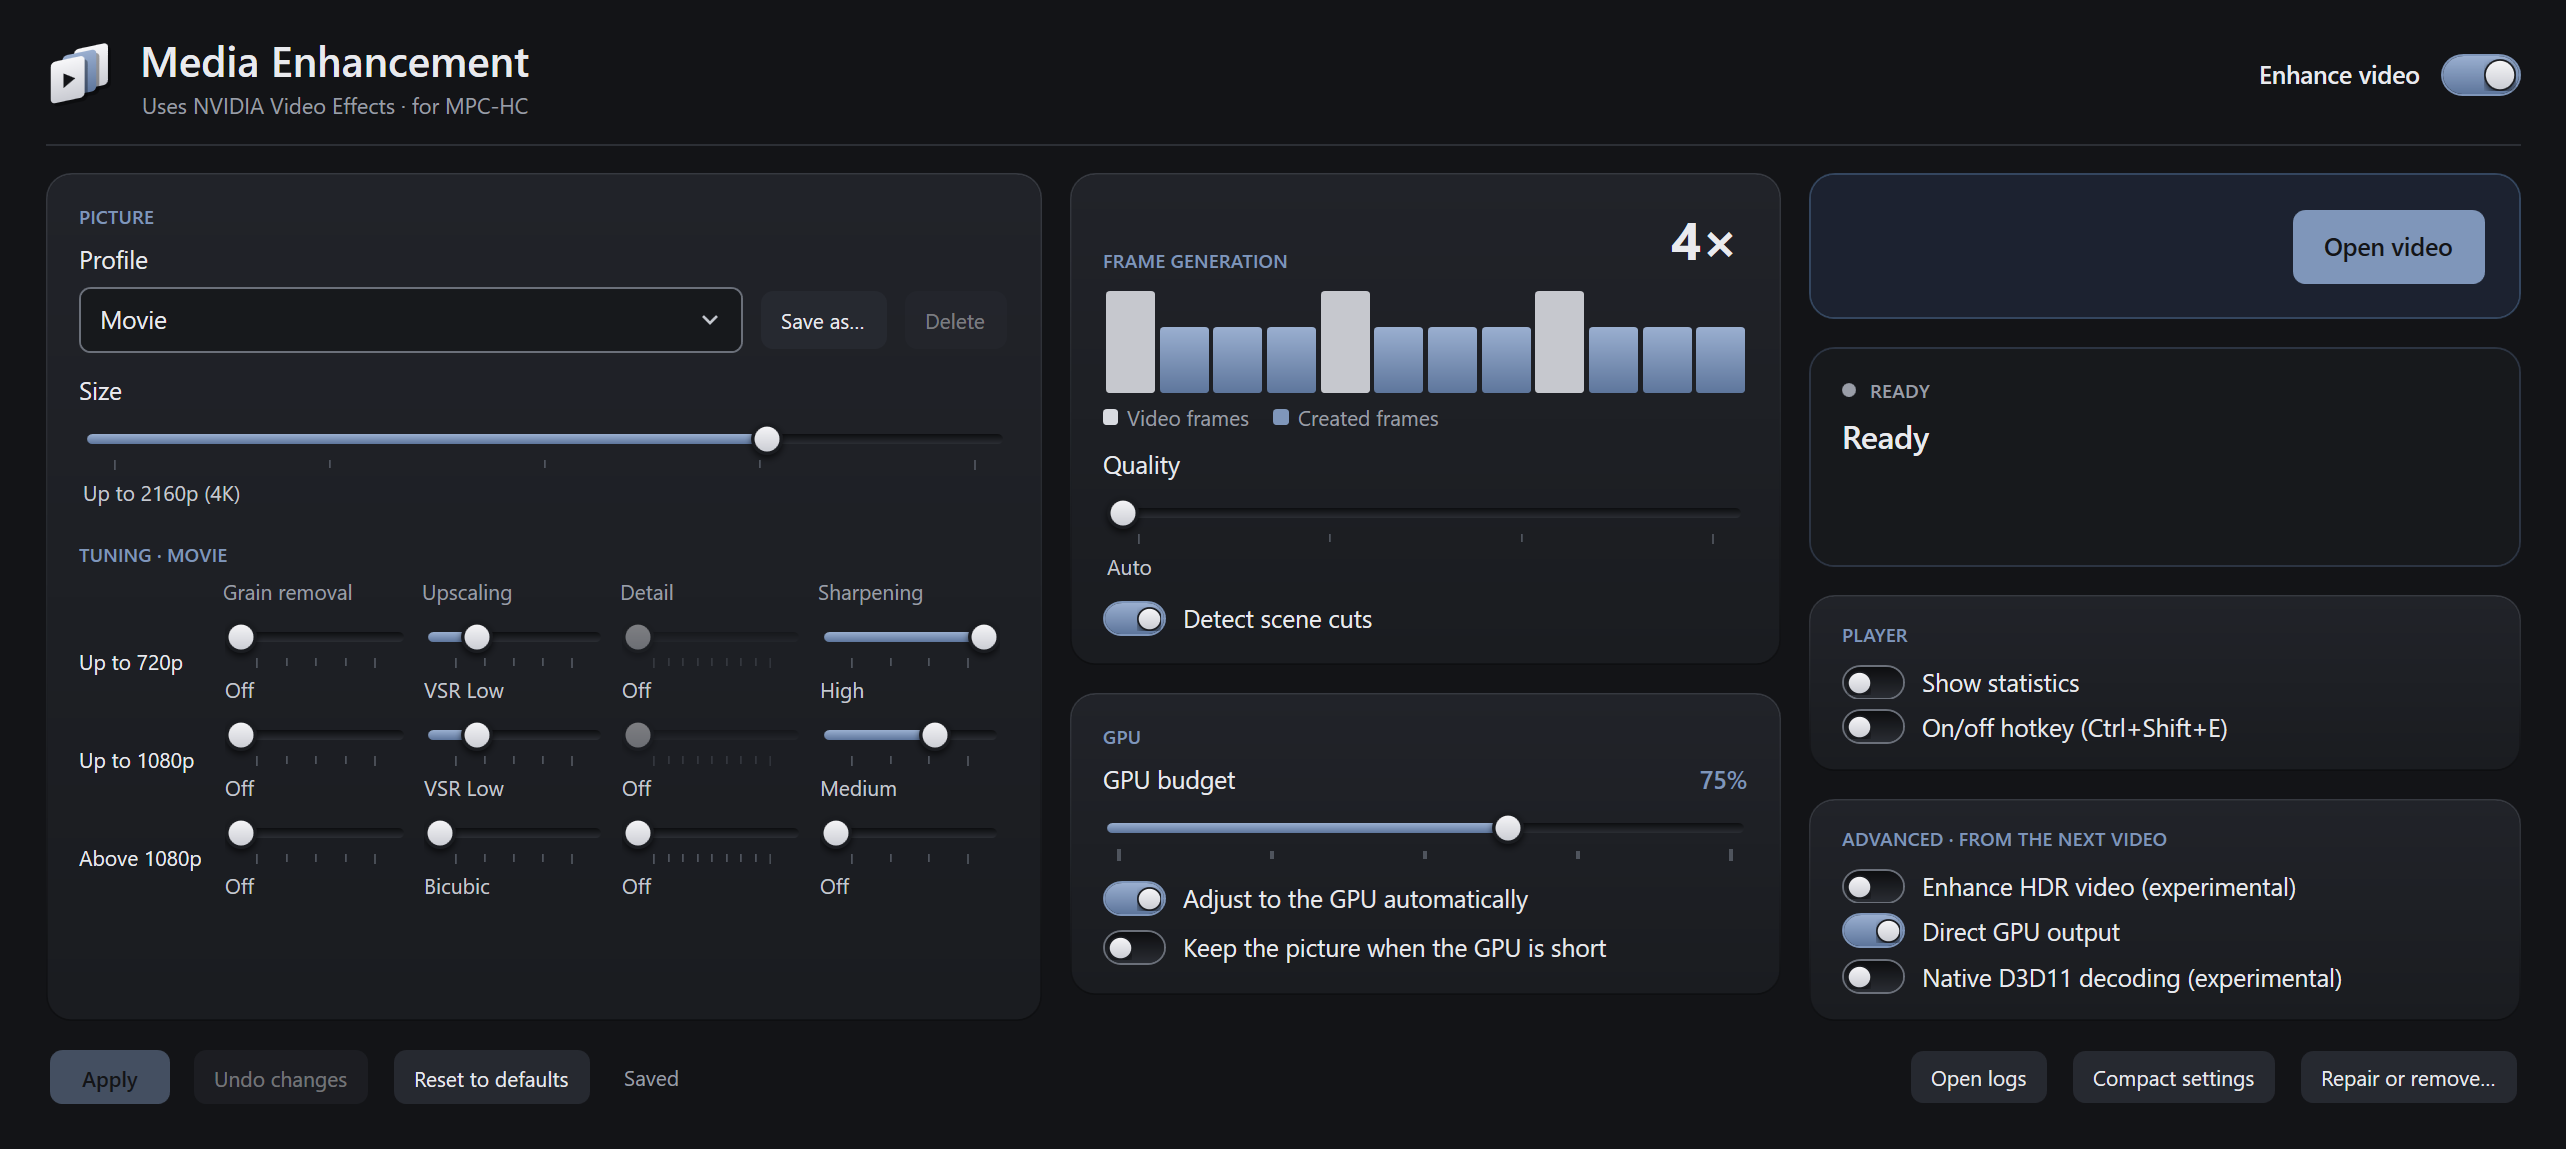 Media Enhancement
Uses NVIDIA Video Effects · for MPC-HC
Enhance video
PICTURE
Profile
Movie
Save as...
Delete
Size
Up to 2160p (4K)
TUNING · MOVIE
Grain removal Upscaling Detail Sharpening
Up to 720p
Off VSR Low Off High
Up to 1080p
Off VSR Low Off Medium
Above 1080p
Off Bicubic Off Off
4×
FRAME GENERATION
Video frames Created frames
Quality
Auto
Detect scene cuts
GPU
GPU budget 75%
Adjust to the GPU automatically
Keep the picture when the GPU is short
Open video
READY
Ready
PLAYER
Show statistics
On/off hotkey (Ctrl+Shift+E)
ADVANCED · FROM THE NEXT VIDEO
Enhance HDR video (experimental)
Direct GPU output
Native D3D11 decoding (experimental)
Apply
Undo changes
Reset to defaults
Saved
Open logs
Compact settings
Repair or remove...